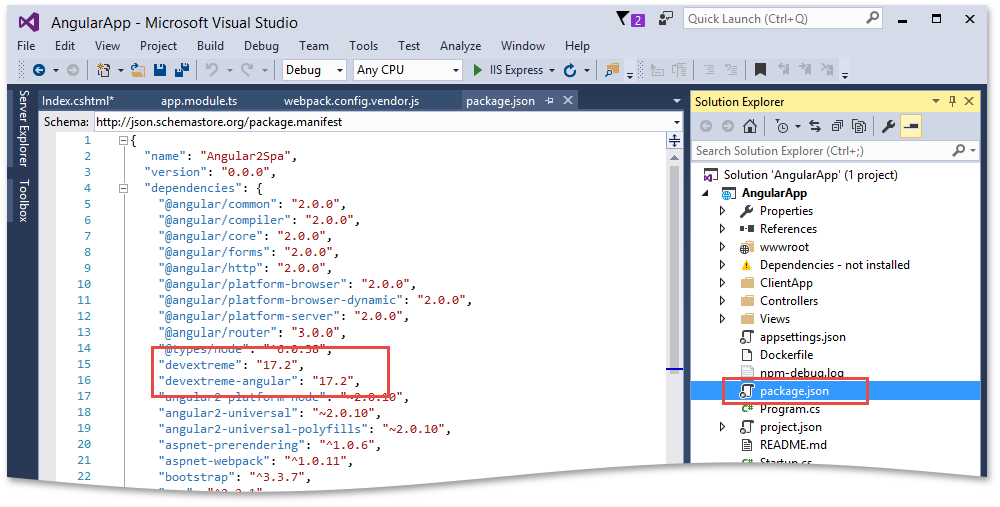 AngularApp - Microsoft Visual Studio
2
Quick Launch (Ctrl+Q)
File Edit View Project Build Debug Team Tools Test Analyze Window Help
Debug Any CPU IIS Express
Server Explorer
Toolbox
Index.cshtml* app.module.ts webpack.config.vendor.js package.json
Schema: http://json.schemastore.org/package.manifest
1 {
2 "name": "Angular2Spa",
3 "version": "0.0.0",
4 "dependencies": {
5 "@angular/common": "2.0.0",
6 "@angular/compiler": "2.0.0",
7 "@angular/core": "2.0.0",
8 "@angular/forms": "2.0.0",
9 "@angular/http": "2.0.0",
10 "@angular/platform-browser": "2.0.0",
11 "@angular/platform-browser-dynamic": "2.0.0",
12 "@angular/platform-server": "2.0.0",
13 "@angular/router": "3.0.0",
14 "@types/node": "^6.0.38",
15 "devextreme": "17.2",
16 "devextreme-angular": "17.2",
17 "angular2-platform-node": "~2.0.10",
18 "angular2-universal": "~2.0.10",
19 "angular2-universal-polyfills": "~2.0.10",
20 "aspnet-prerendering": "^1.0.6",
21 "aspnet-webpack": "^1.0.11",
22 "bootstrap": "^3.3.7",
Solution Explorer
Search Solution Explorer (Ctrl+;)
Solution 'AngularApp' (1 project)
AngularApp
Properties
References
wwwroot
Dependencies - not installed
ClientApp
Controllers
Views
appsettings.json
Dockerfile
npm-debug.log
package.json
C# Program.cs
project.json
README.md
C# Startup.cs